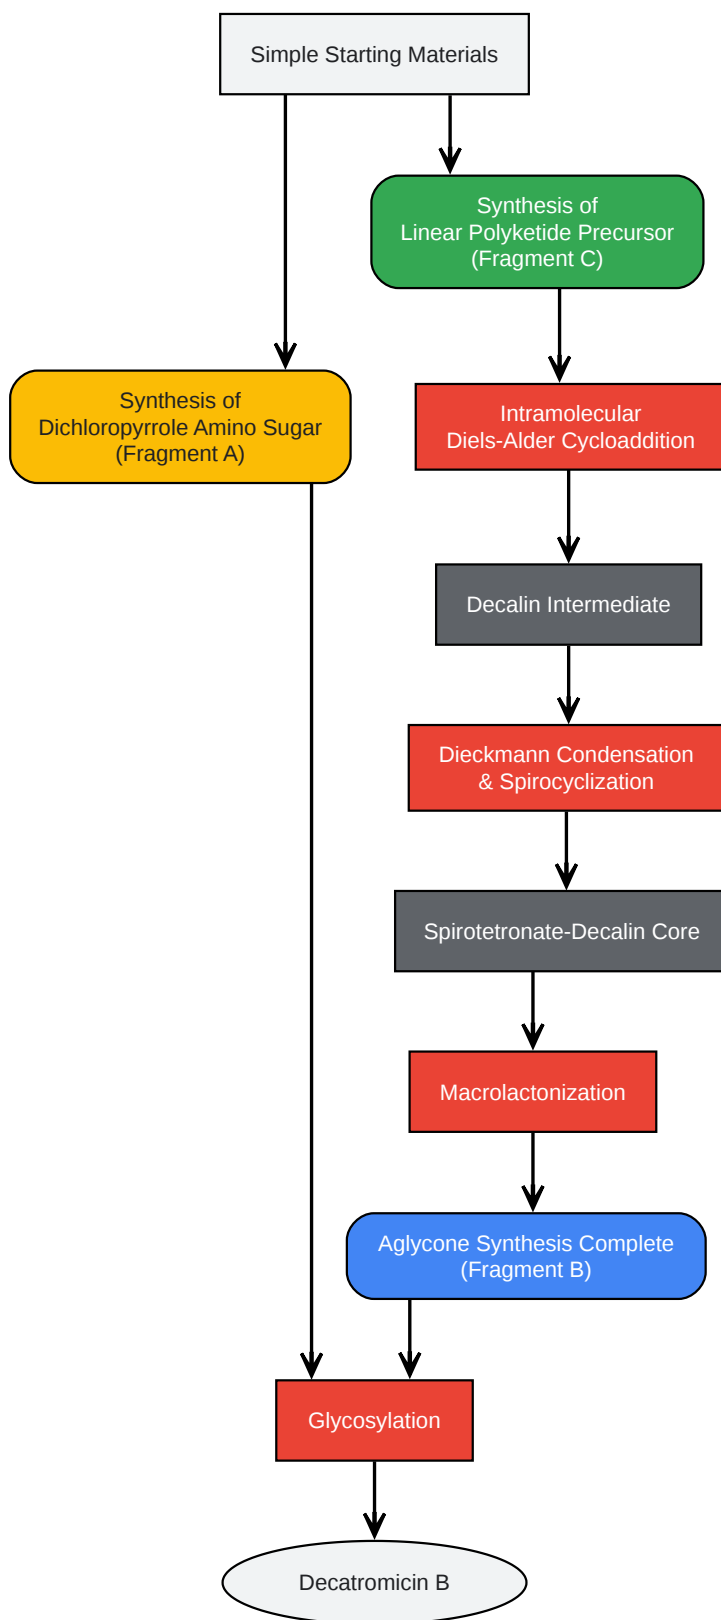 Simple Starting Materials
Synthesis of
Linear Polyketide Precursor
(Fragment C)
Synthesis of
Dichloropyrrole Amino Sugar
(Fragment A)
Intramolecular
Diels-Alder Cycloaddition
Decalin Intermediate
Dieckmann Condensation
& Spirocyclization
Spirotetronate-Decalin Core
Macrolactonization
Aglycone Synthesis Complete
(Fragment B)
Glycosylation
Decatromicin B